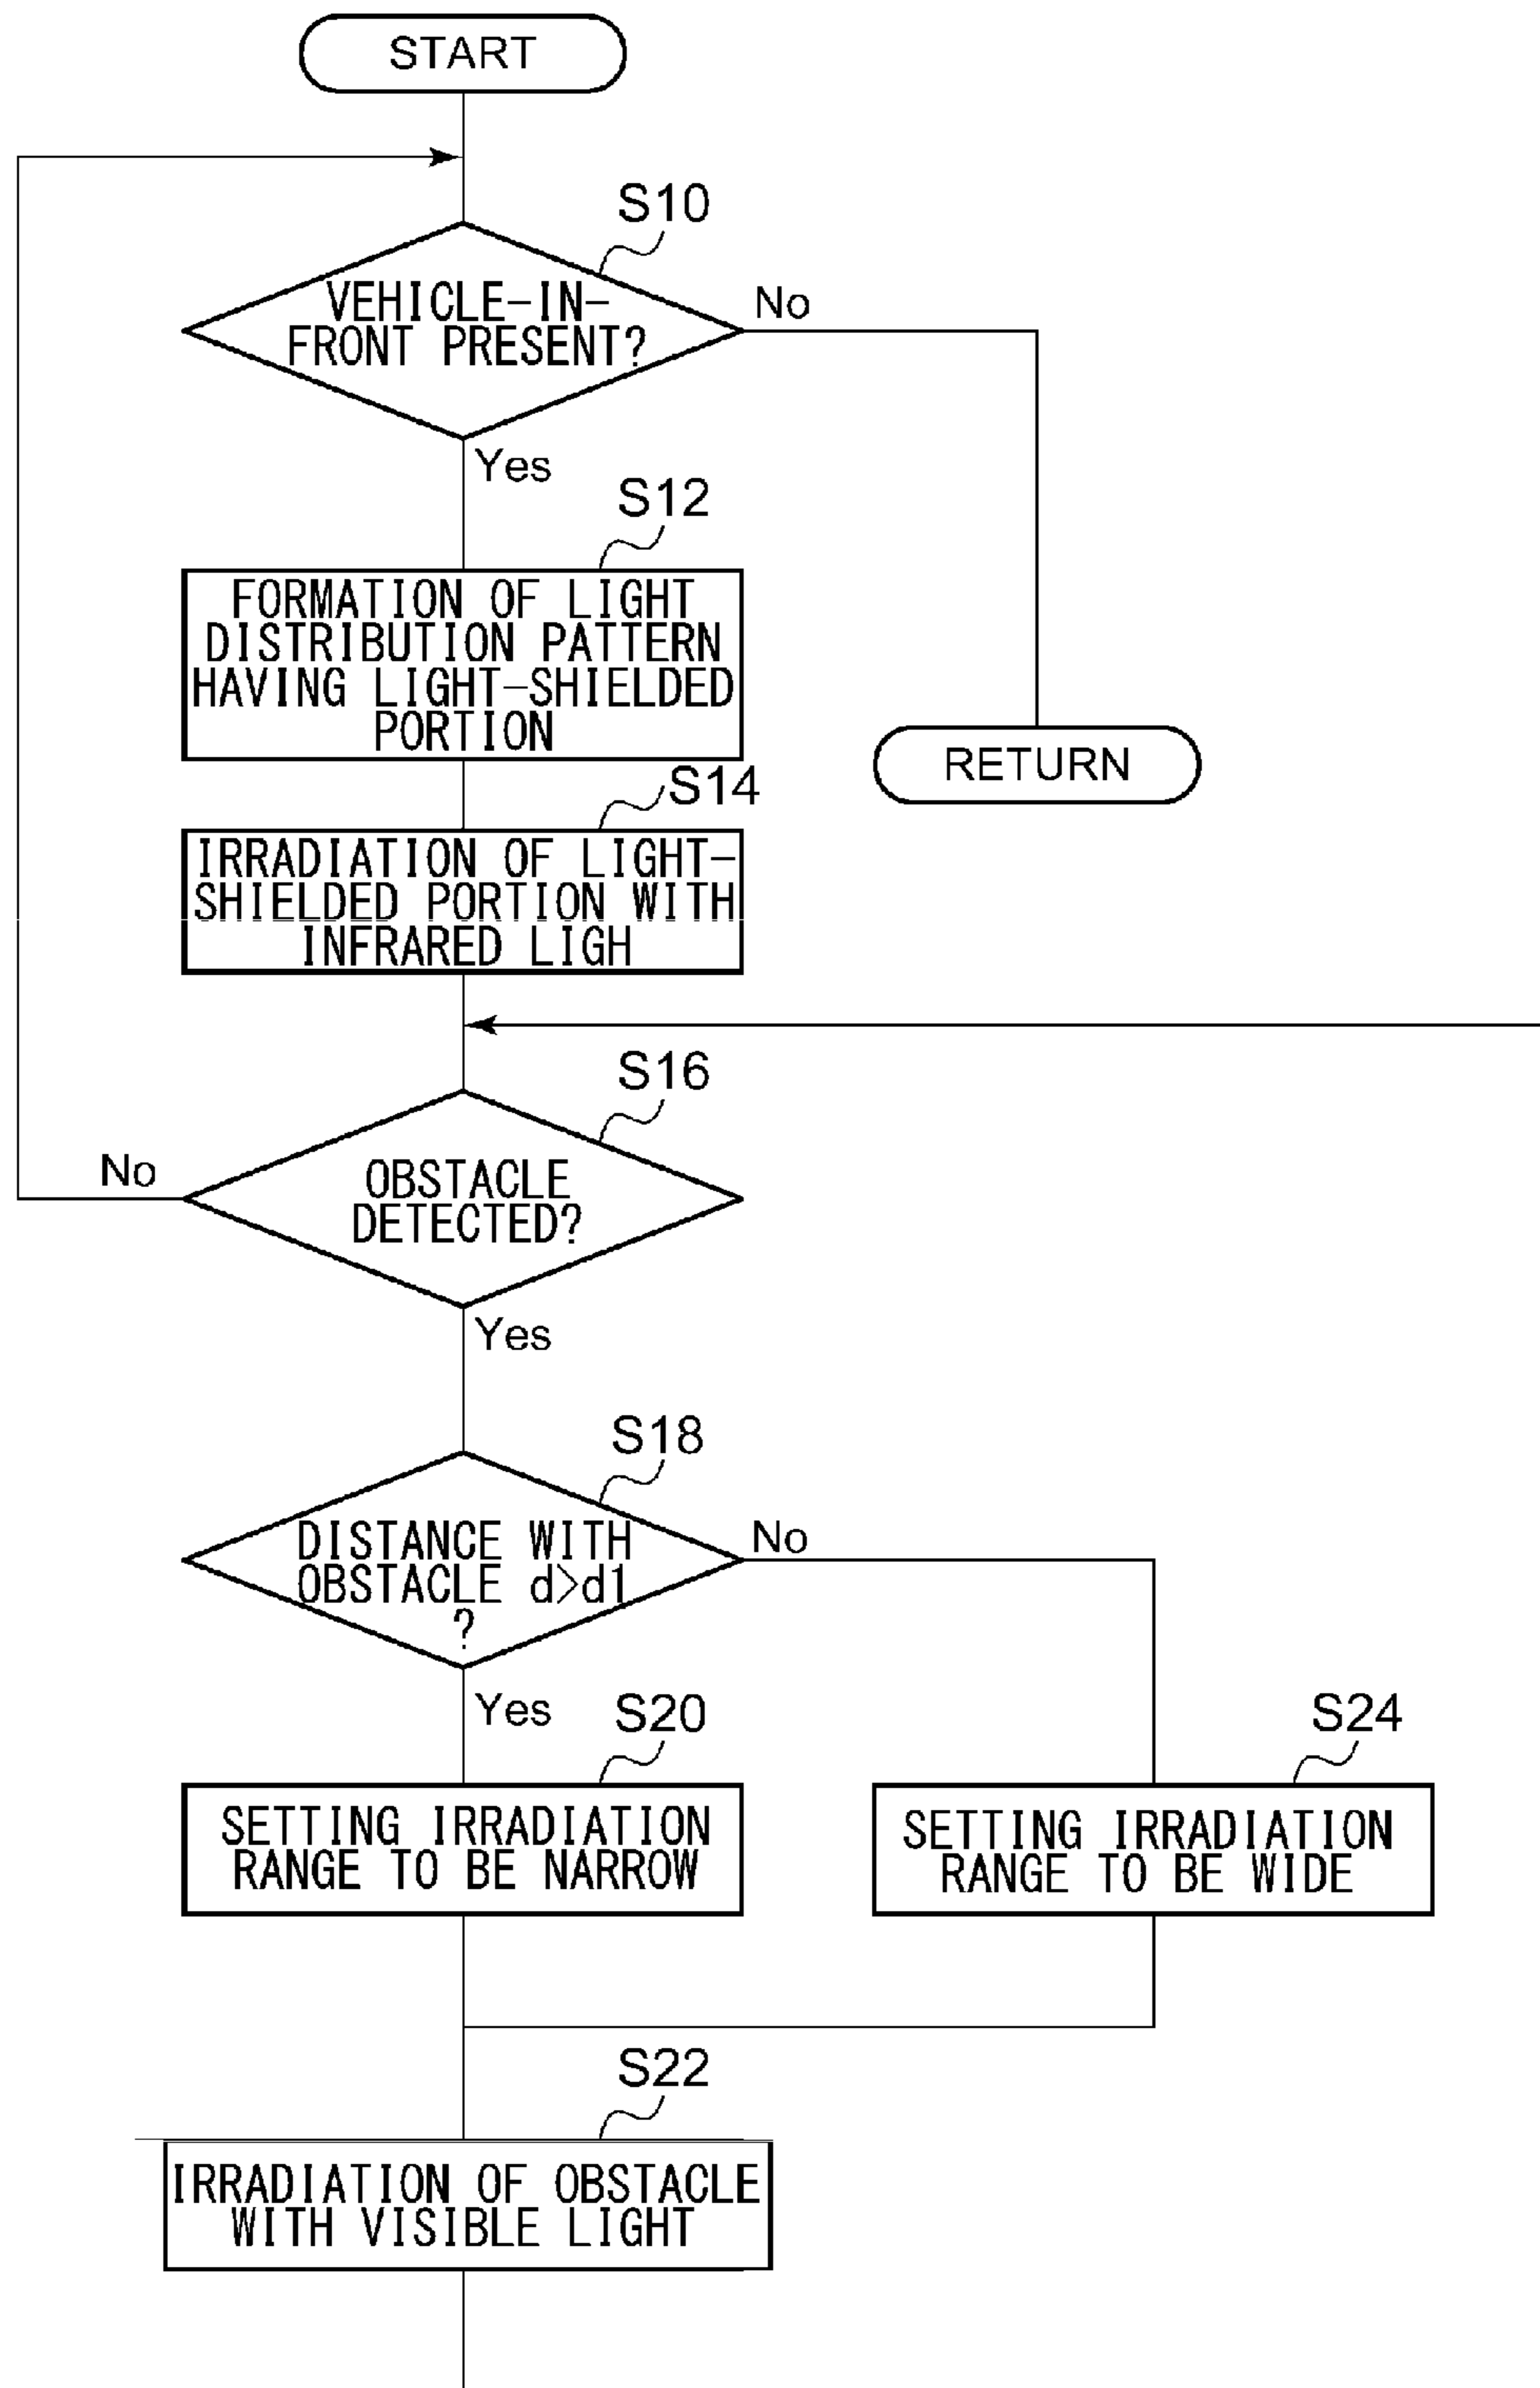 START
S10
VEHICLE-IN-
FRONT PRESENT?
No
Yes
S12
FORMATION OF LIGHT
DISTRIBUTION PATTERN
HAVING LIGHT-SHIELDED
PORTION
RETURN
S14
IRRADIATION OF LIGHT-
SHIELDED PORTION WITH
INFRARED LIGH
S16
No
OBSTACLE
DETECTED?
Yes
S18
DISTANCE WITH
OBSTACLE d>d1
?
No
Yes
S20
SETTING IRRADIATION
RANGE TO BE NARROW
S24
SETTING IRRADIATION
RANGE TO BE WIDE
S22
IRRADIATION OF OBSTACLE
WITH VISIBLE LIGHT